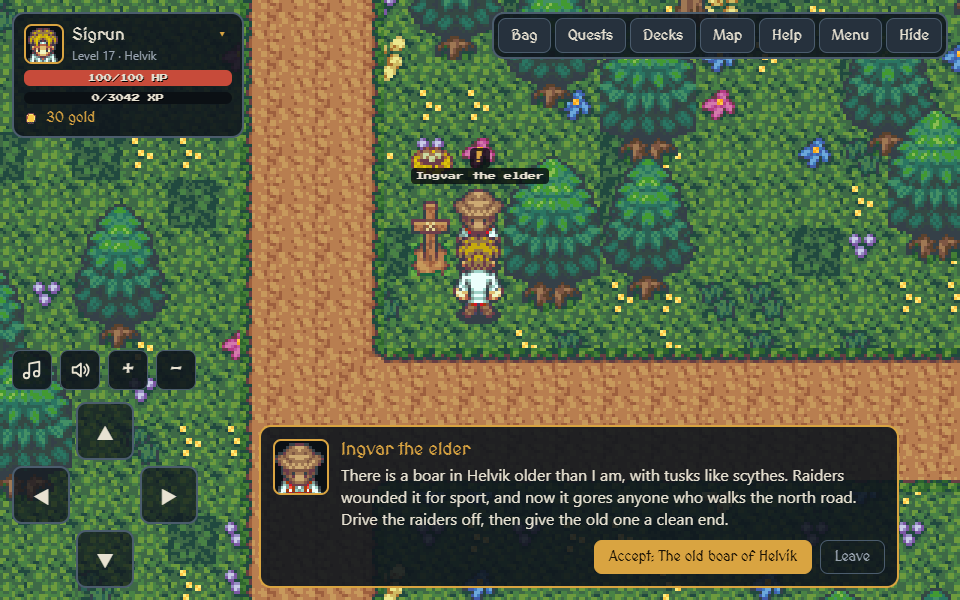 Sigrun
Level 17 · Helvik
100/100 HP
0/3042 XP
30 gold
Bag
Quests
Decks
Map
Help
Menu
Hide
!
Ingvar the elder
+
-
Ingvar the elder
There is a boar in Helvik older than I am, with tusks like scythes. Raiders
wounded it for sport, and now it gores anyone who walks the north road.
Drive the raiders off, then give the old one a clean end.
Accept: The old boar of Helvik
Leave